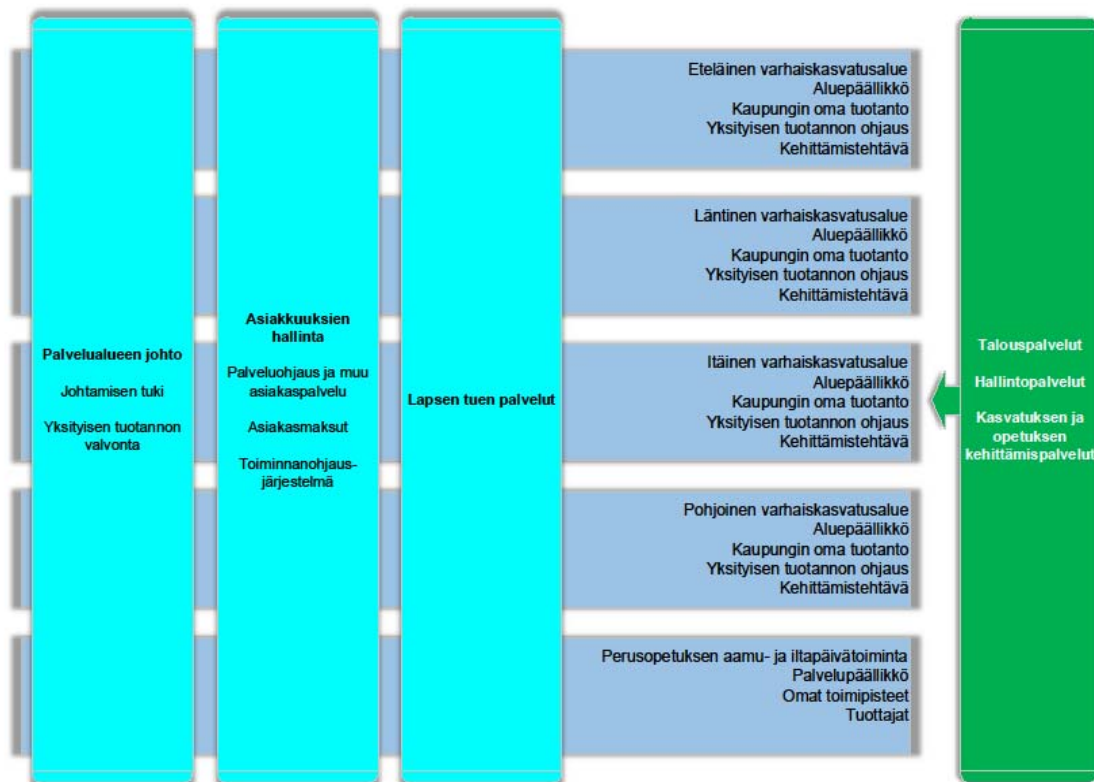 Palvelualueen johto
Johtamisen tuki
Yksityisen tuotannon
valvonta
Asiakkuuksien
hallinta
Palveluohjaus ja muu
asiakaspalvelu
Asiakasmaksut
Toiminnanohjaus-
järjestelmä
Lapsen tuen palvelut
Eteläinen varhaiskasvatusalue
Aluepäällikkö
Kaupungin oma tuotanto
Yksityisen tuotannon ohjaus
Kehittämistehtävä
Läntinen varhaiskasvatusalue
Aluepäällikkö
Kaupungin oma tuotanto
Yksityisen tuotannon ohjaus
Kehittämistehtävä
Itäinen varhaiskasvatusalue
Aluepäällikkö
Kaupungin oma tuotanto
Yksityisen tuotannon ohjaus
Kehittämistehtävä
Pohjoinen varhaiskasvatusalue
Aluepäällikkö
Kaupungin oma tuotanto
Yksityisen tuotannon ohjaus
Kehittämistehtävä
Perusopetuksen aamu- ja iltapäivätoiminta
Palvelupäällikkö
Omat toimipisteet
Tuottajat
Talouspalvelut
Hallintopalvelut
Kasvatuksen ja
opetuksen
kehittämispalvelut